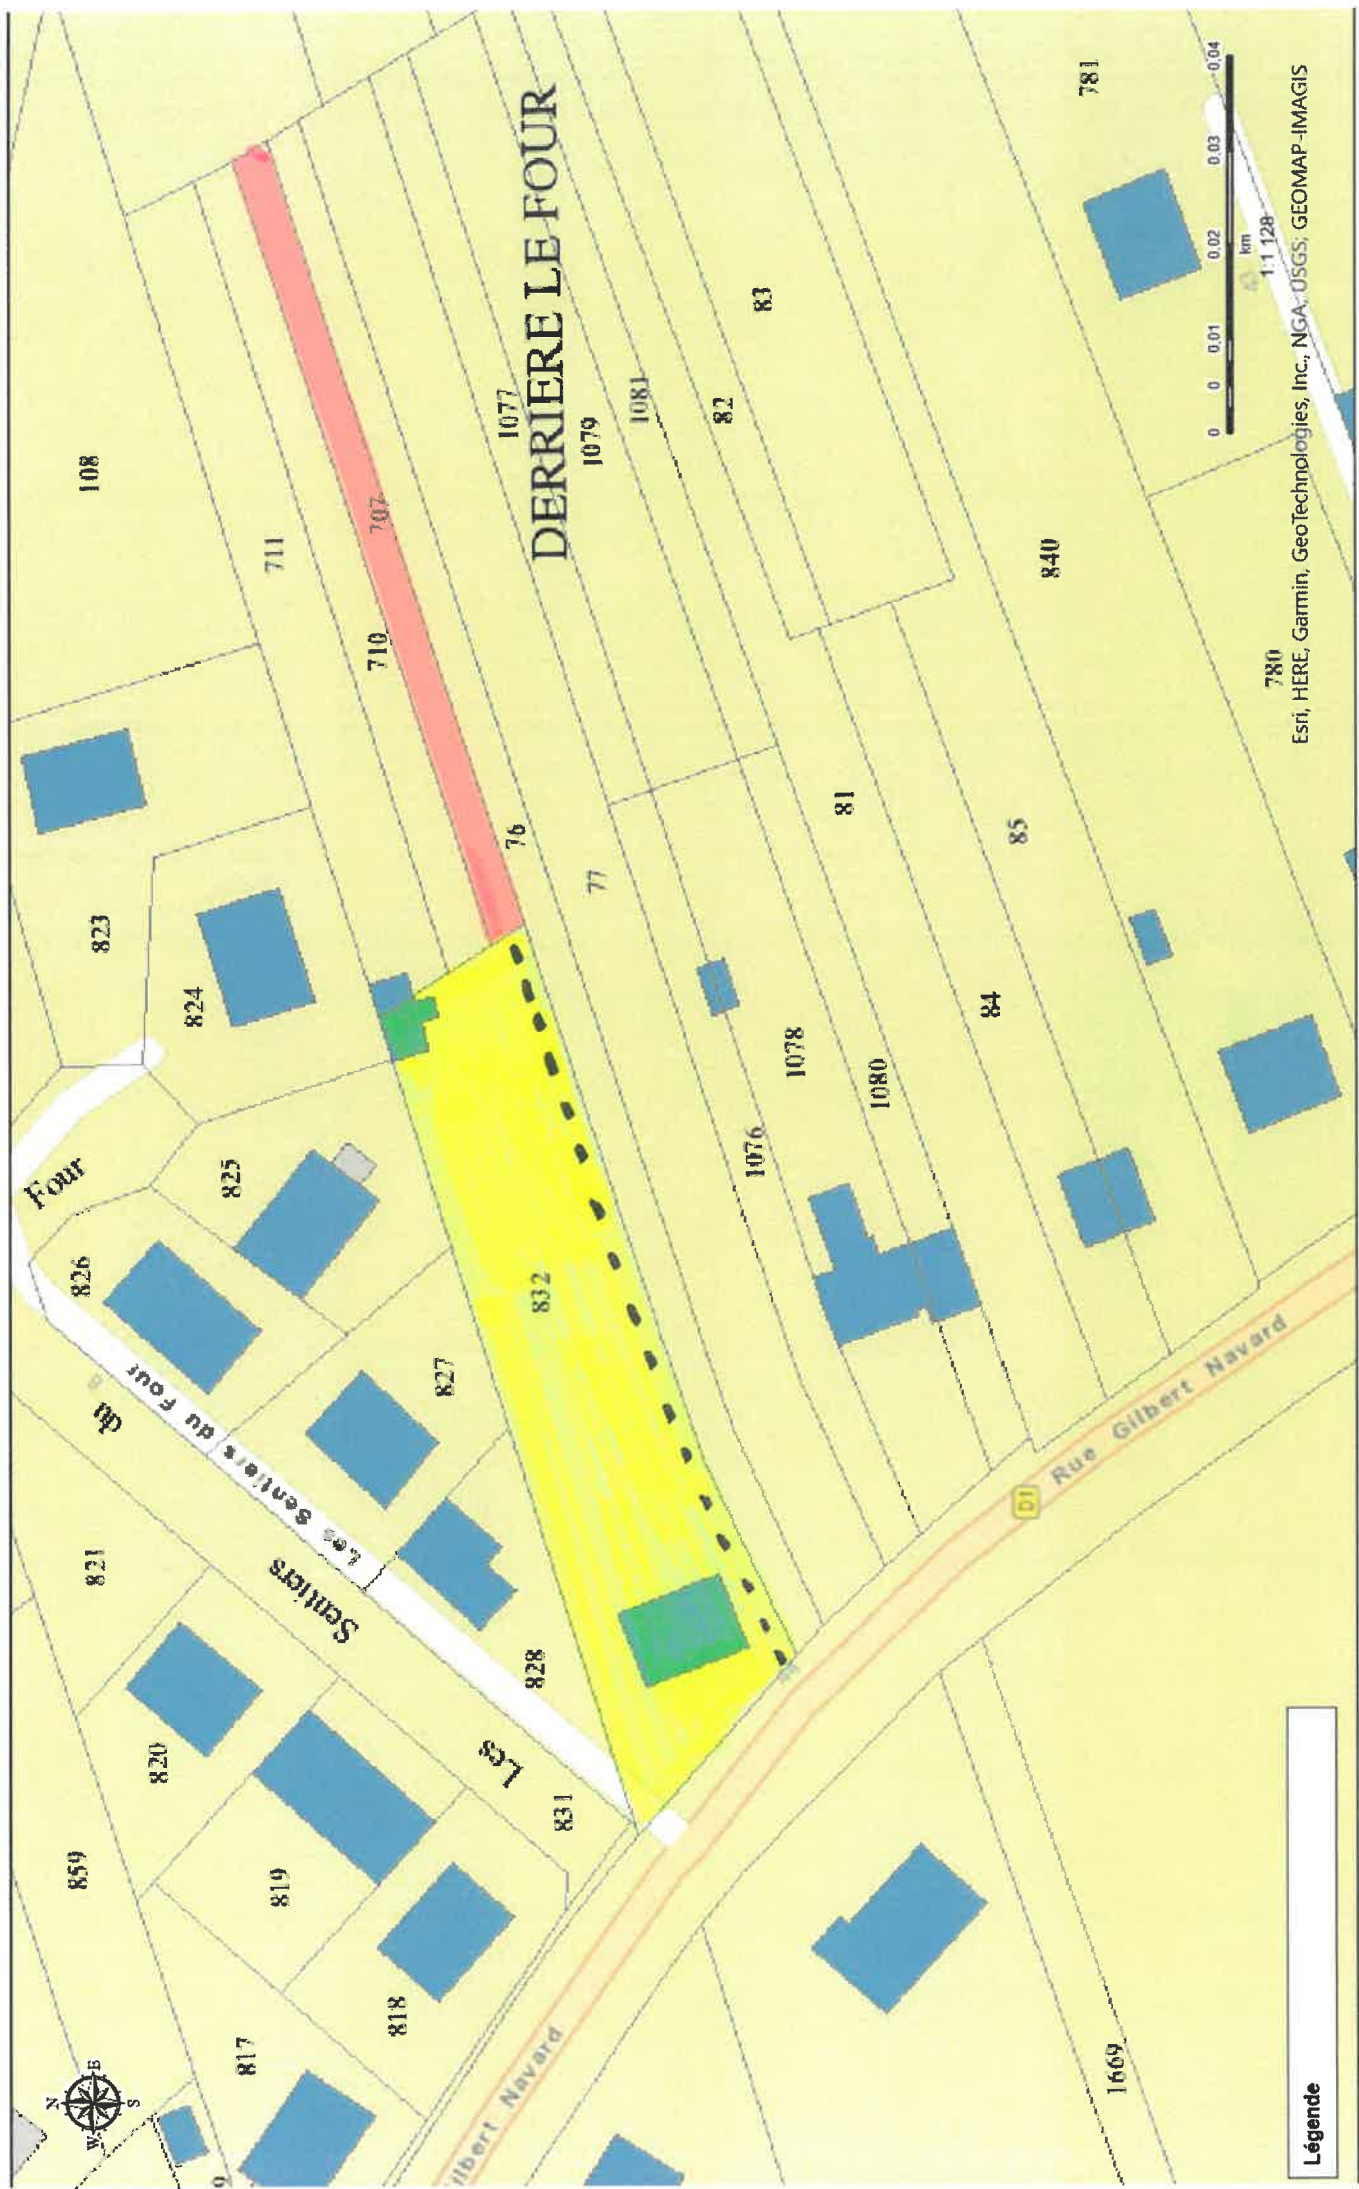 N
W
E
S
859
821
Four
823
108
820
826
du
825
824
817
819
Les Sentiers du Four
711
818
Sentiers
827
710
707
831
Les
828
832
76
1077
DERRIERE LE FOUR
77
1079
1081
82
83
1076
1078
81
1080
84
85
840
781
ilbert Navard
D1
Rue Gilbert Navard
1669
780
0 0,01 0,02 0,03 0,04
km
1:1 128
Esri, HERE, Garmin, GeoTechnologies, Inc., NGA, USGS; GEOMAP-IMAGIS
Légende